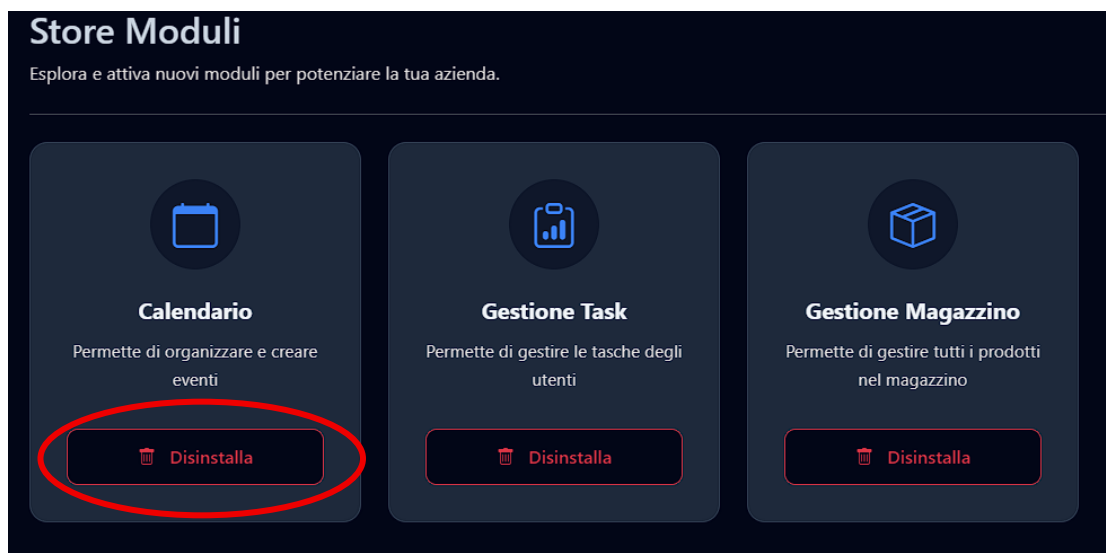 Store Moduli
Esplora e attiva nuovi moduli per potenziare la tua azienda.
Calendario
Permette di organizzare e creare
eventi
Disinstalla
Gestione Task
Permette di gestire le tasche degli
utenti
Disinstalla
Gestione Magazzino
Permette di gestire tutti i prodotti
nel magazzino
Disinstalla